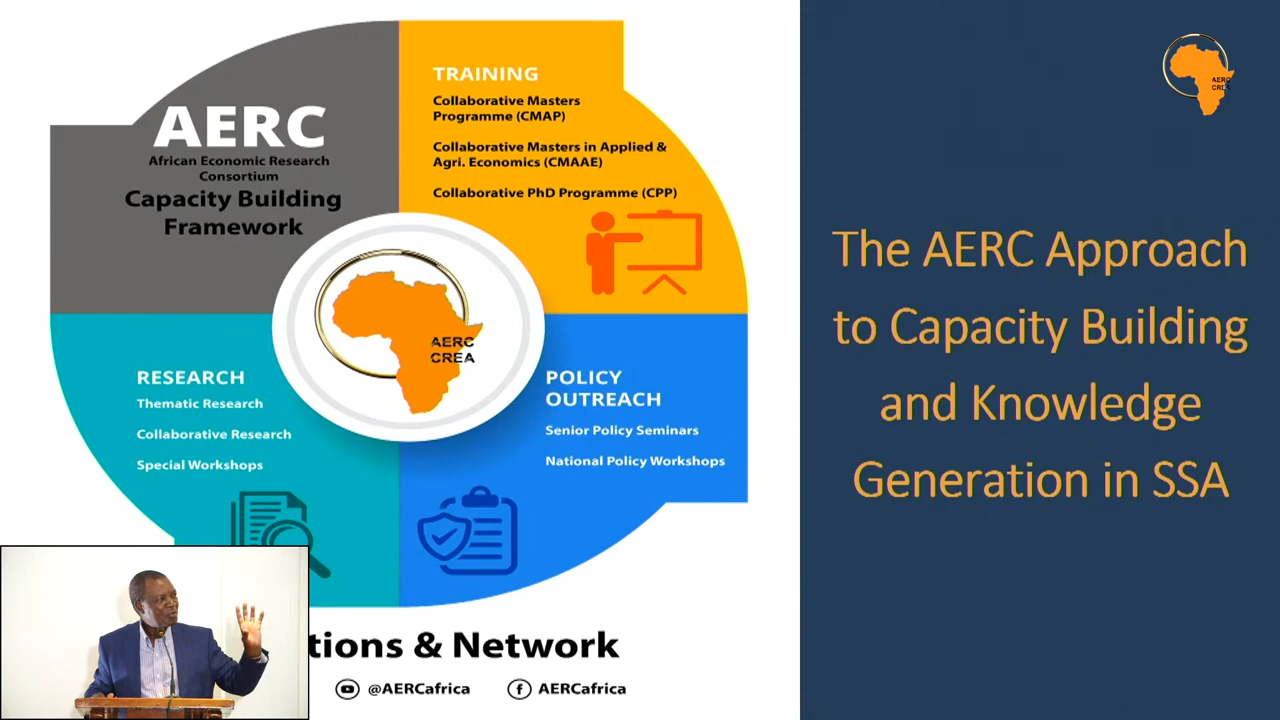 AERC
African Economic Research
Consortium
Capacity Building
Framework
TRAINING
Collaborative Masters
Programme (CMAP)
Collaborative Masters in Applied &
Agri. Economics (CMAAE)
Collaborative PhD Programme (CPP)
AERC
CREA
RESEARCH
Thematic Research
Collaborative Research
Special Workshops
POLICY
OUTREACH
Senior Policy Seminars
National Policy Workshops
& Network
@AERCafrica
AERCafrica
AERC
CREA
The AERC Approach
to Capacity Building
and Knowledge
Generation in SSA